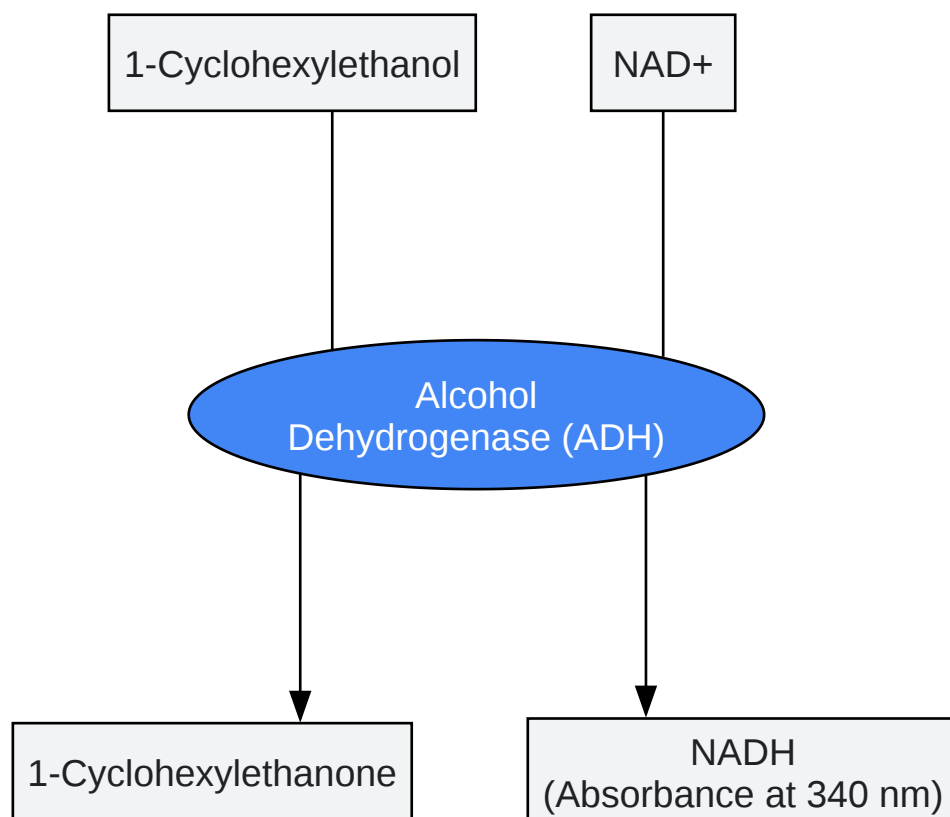 1-Cyclohexylethanol
NAD+
Alcohol
Dehydrogenase (ADH)
1-Cyclohexylethanone
NADH
(Absorbance at 340 nm)